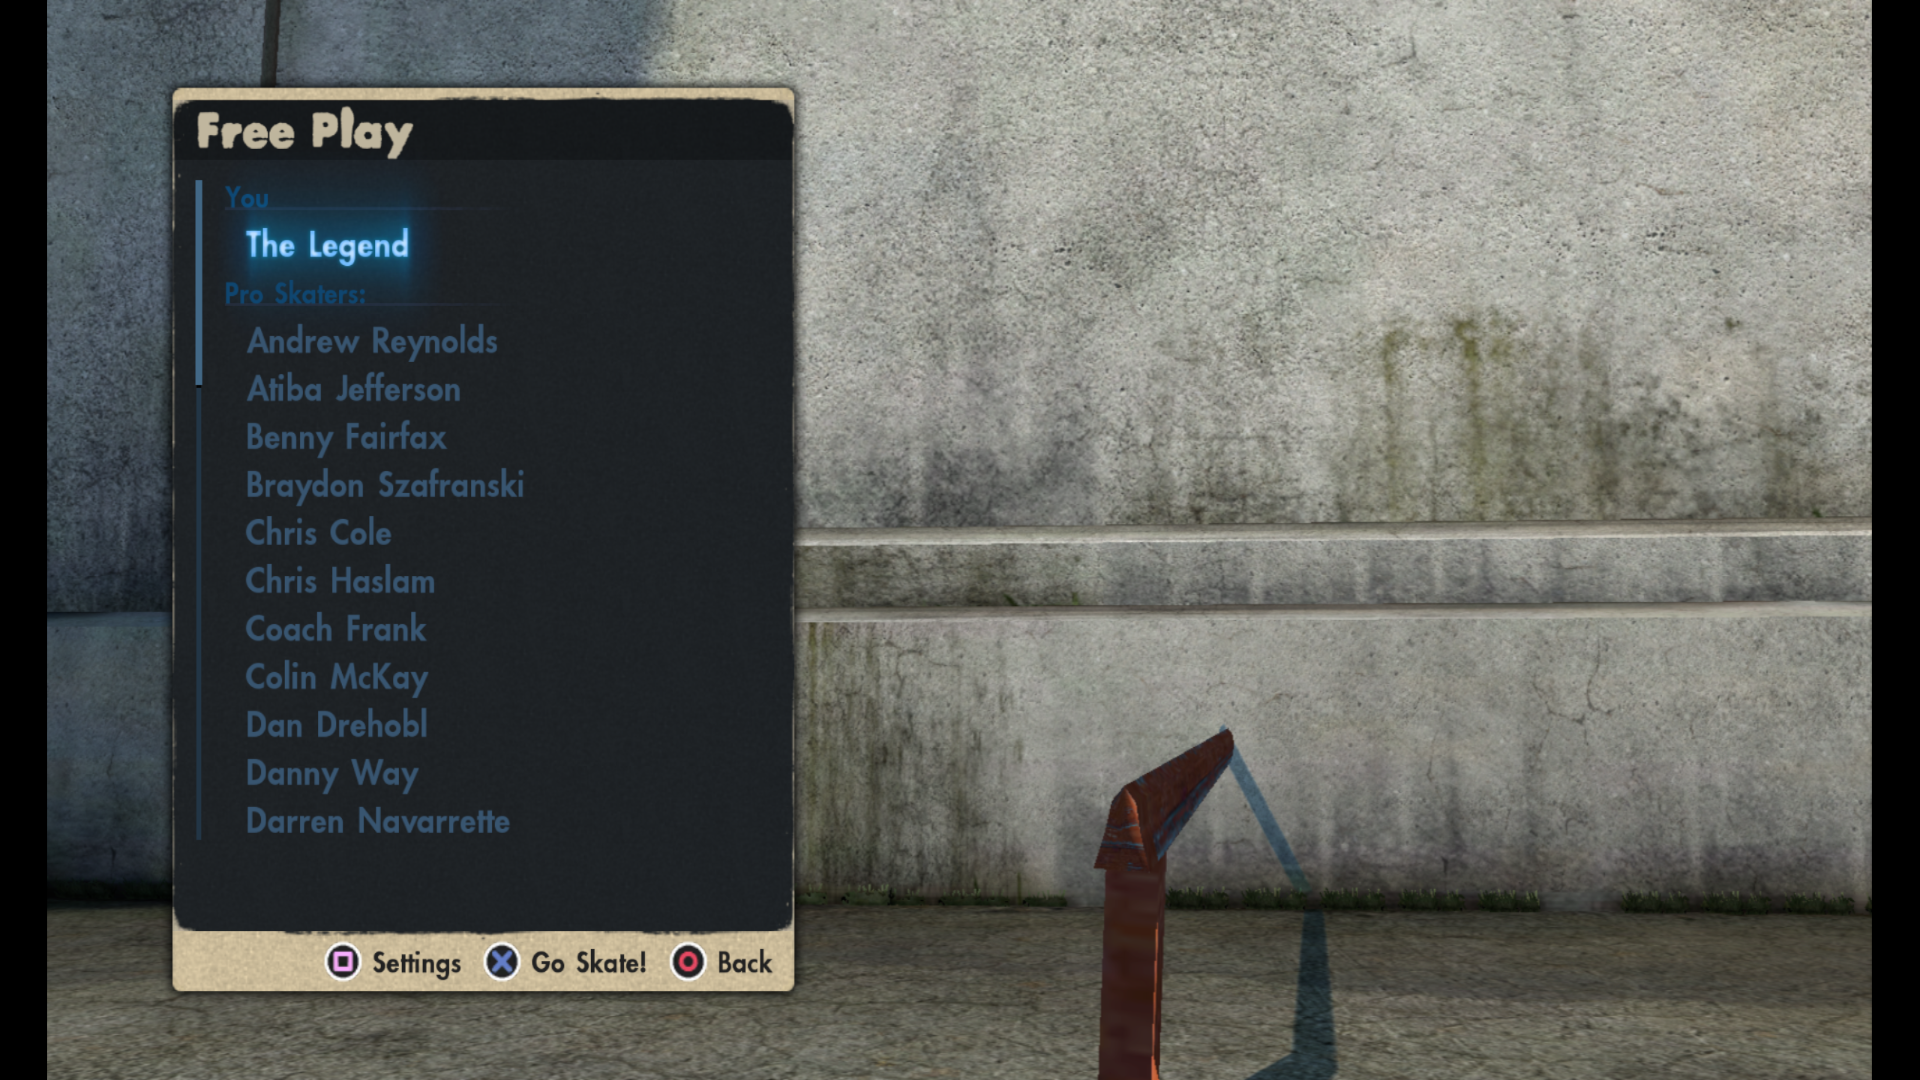 Free Play
You
The Legend
Pro Skaters:
Andrew Reynolds
Atiba Jefferson
Benny Fairfax
Braydon Szafranski
Chris Cole
Chris Haslam
Coach Frank
Colin McKay
Dan Drehobl
Danny Way
Darren Navarrette
Settings Go Skate! Back